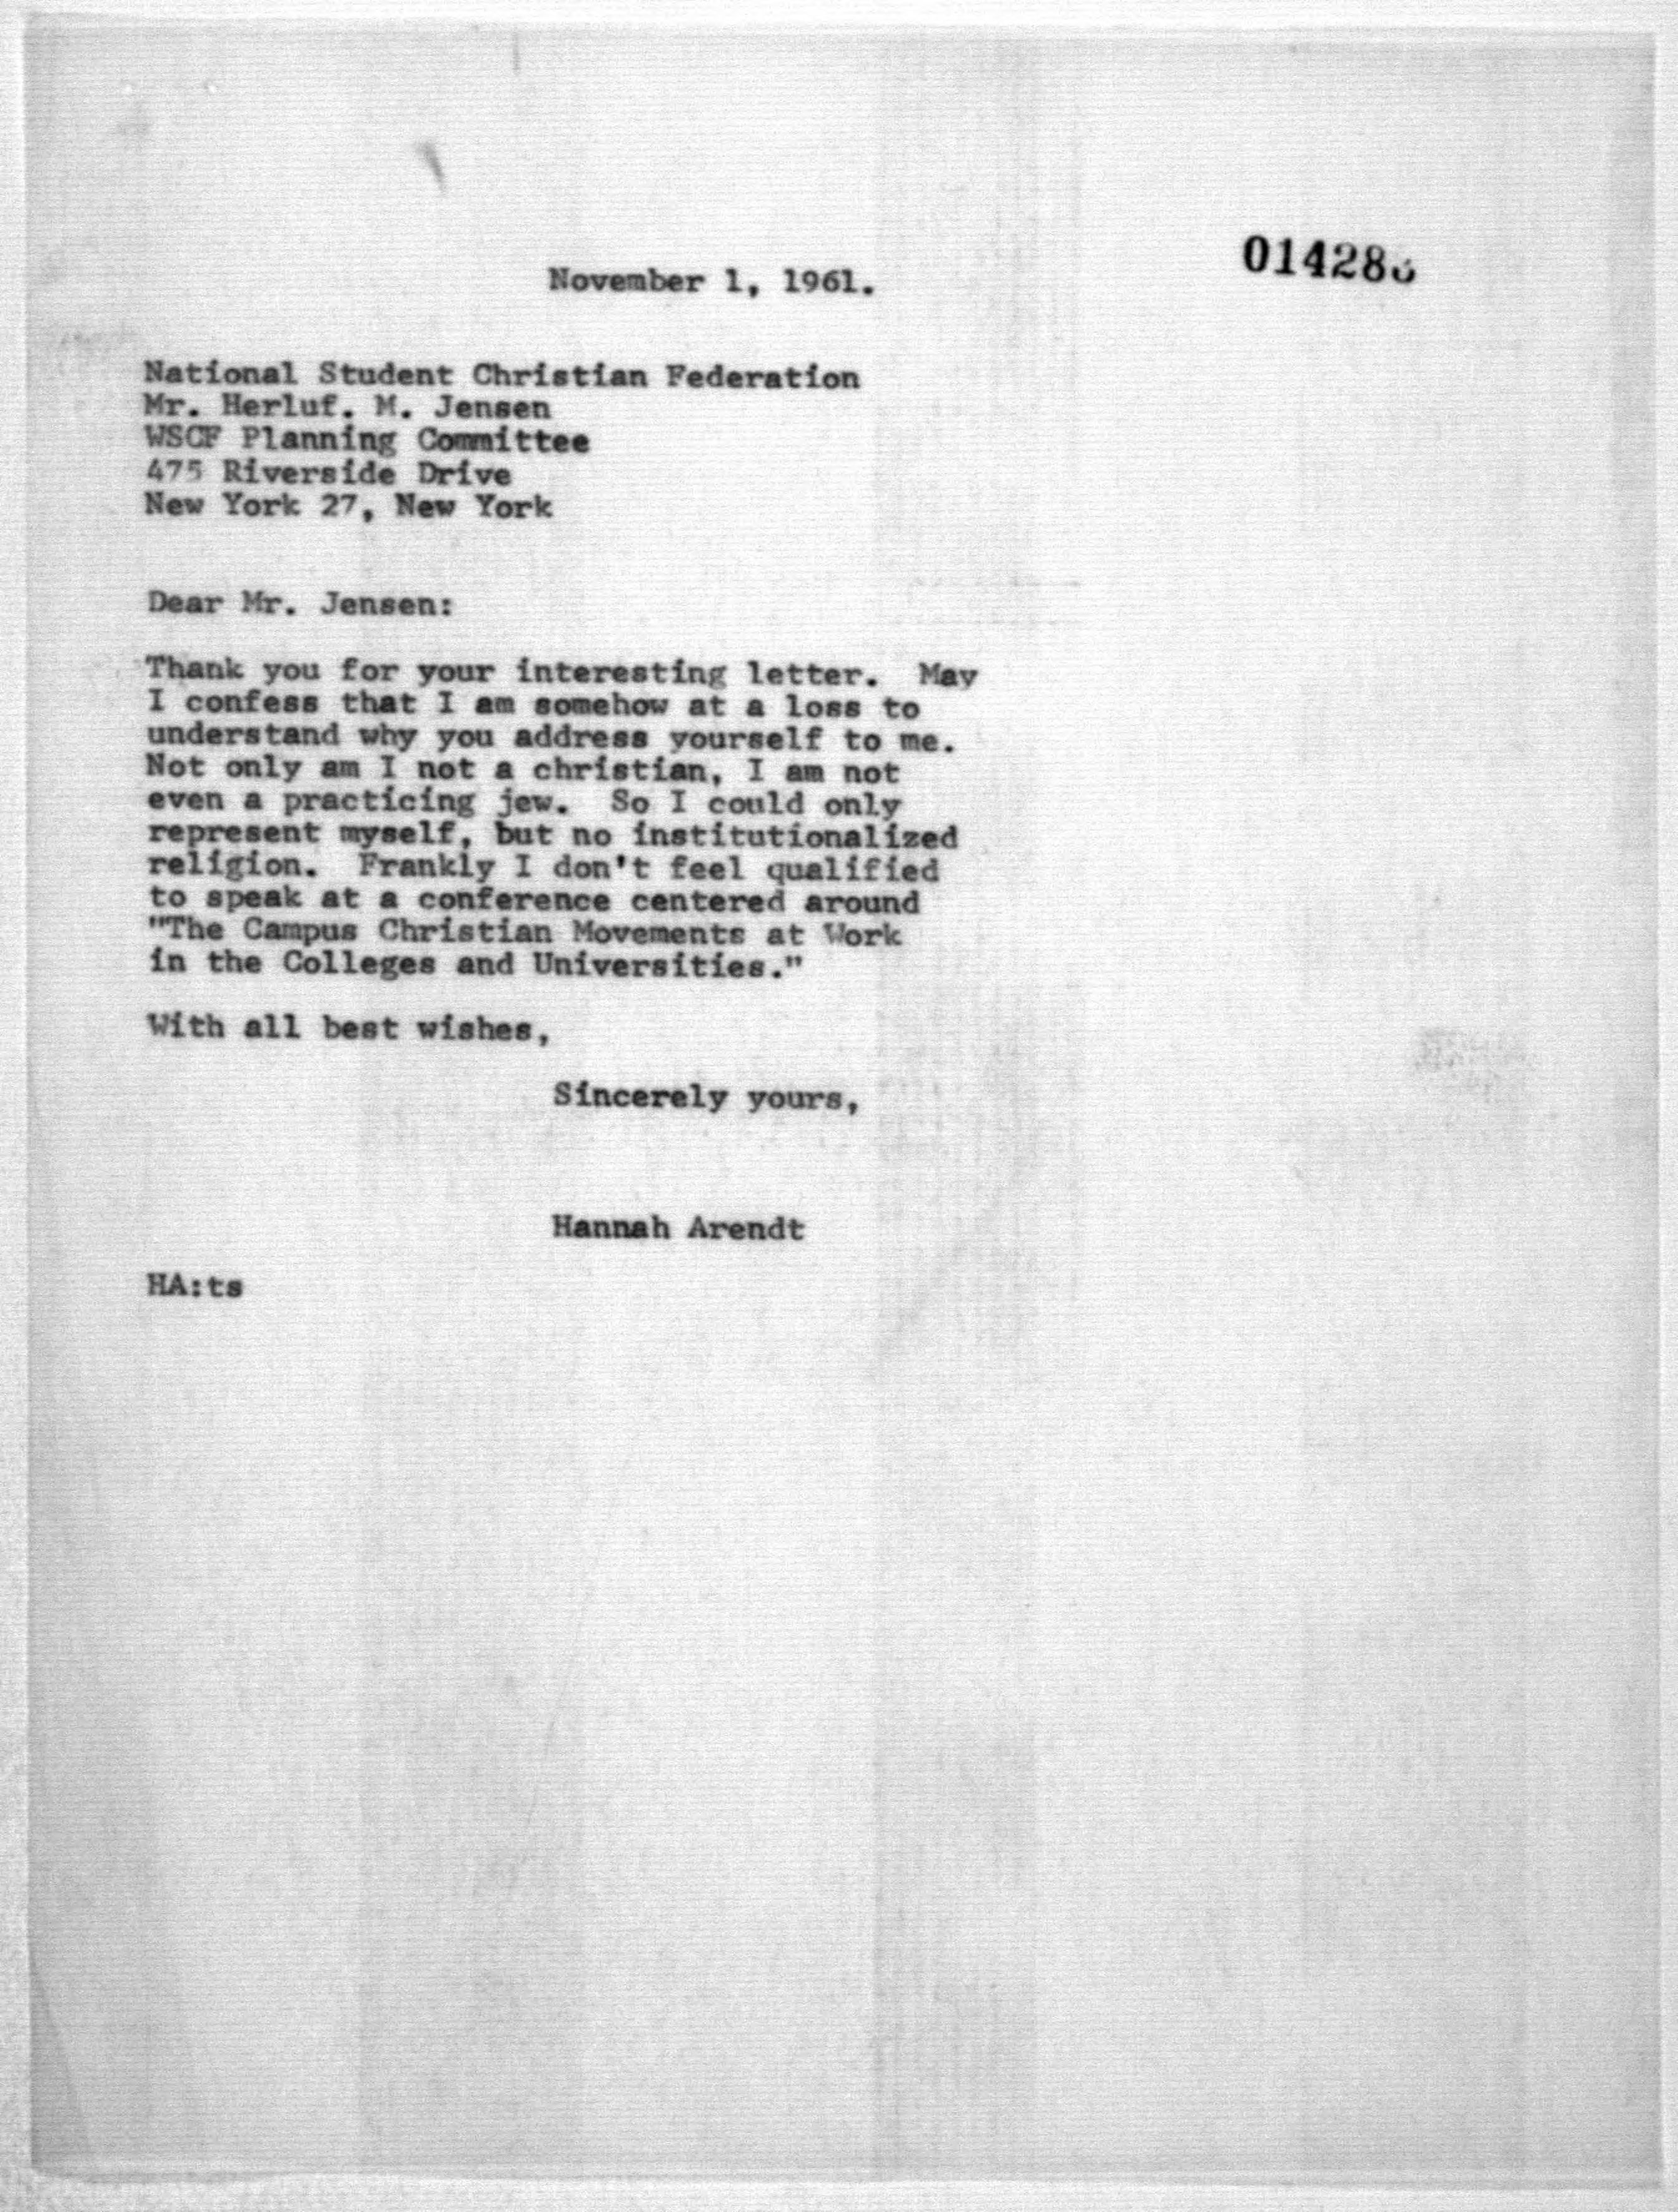 November 1, 1961.
National Student Christian Federation
Mr. Herluf. M. Jensen
WSCF Planning Committee
475 Riverside Drive
New York 27, New York
Dear Mr. Jensen:
Thank you for your interesting letter. May
I confess that I am somehow at a loss to
understand why you address yourself to me.
Not only am I not a christian, I am not
even a practicing jew. So I could only
represent myself, but no institutionalized
religion. Frankly I don't feel qualified
to speak at a conference centered around
"The Campus Christian Movements at Work
in the Colleges and Universities."
With all best wishes,
Sincerely yours,
Hannah Arendt
HA:ts